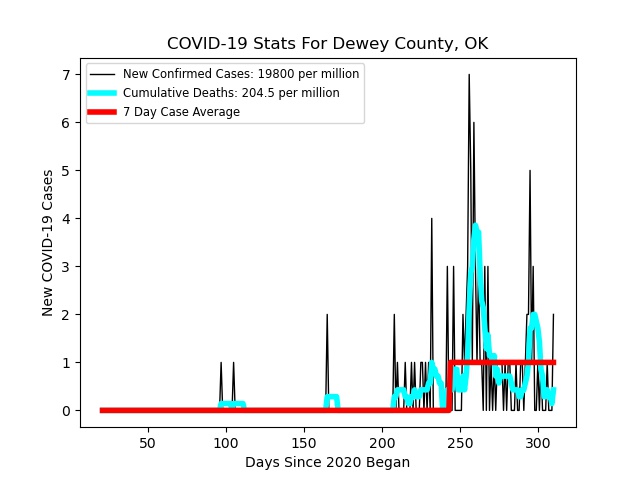 COVID-19 Stats For Dewey County, OK
New Confirmed Cases: 19800 per million
Cumulative Deaths: 204.5 per million
7 Day Case Average
New COVID-19 Cases
7
6
5
4
3
2
1
0
50 100 150 200 250 300
Days Since 2020 Began